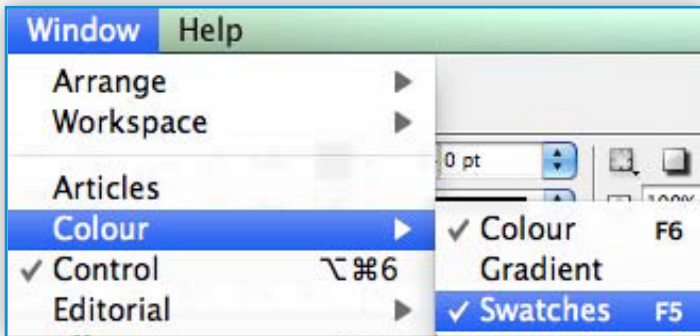 Window Help
Arrange
Workspace
0 pt
Articles
Colour
Colour F6
Control ⌥⌘6
Gradient
Editorial
Swatches F5